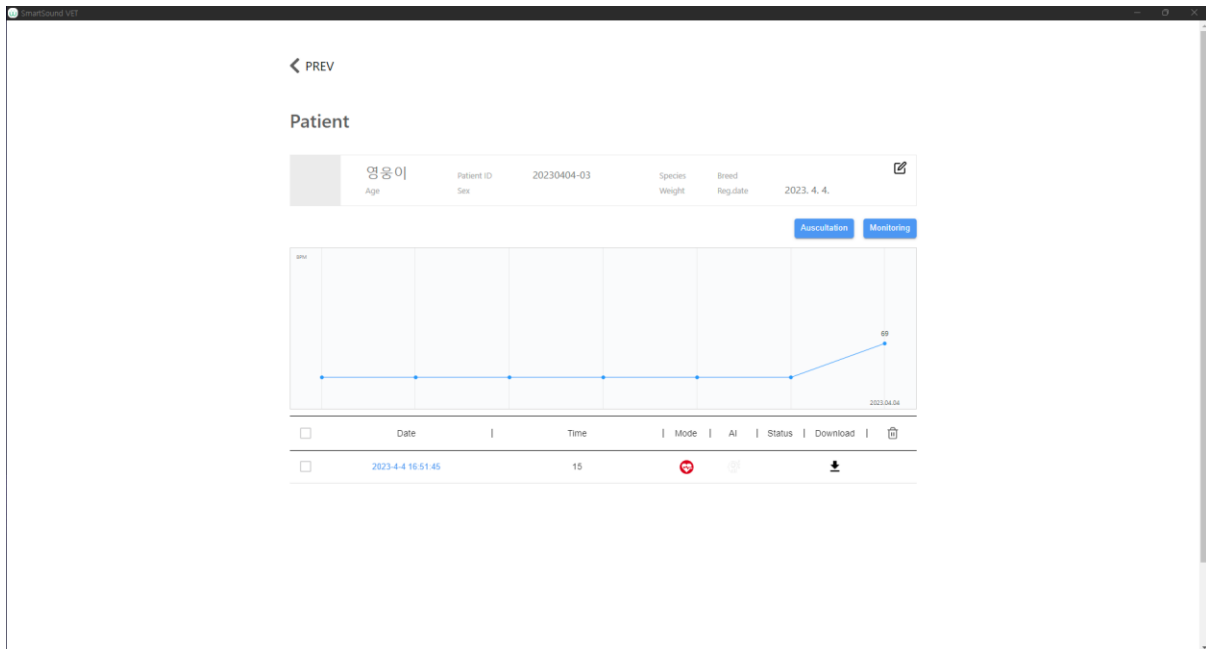 SmartSound VET
PREV
Patient
영웅이 Patient ID 20230404-03 Species Breed
Age Sex Weight Reg.date 2023. 4. 4.
Auscultation Monitoring
BPM
69
2023.04.04
Date | Time | Mode | AI | Status | Download |
2023-4-4 16:51:45 15